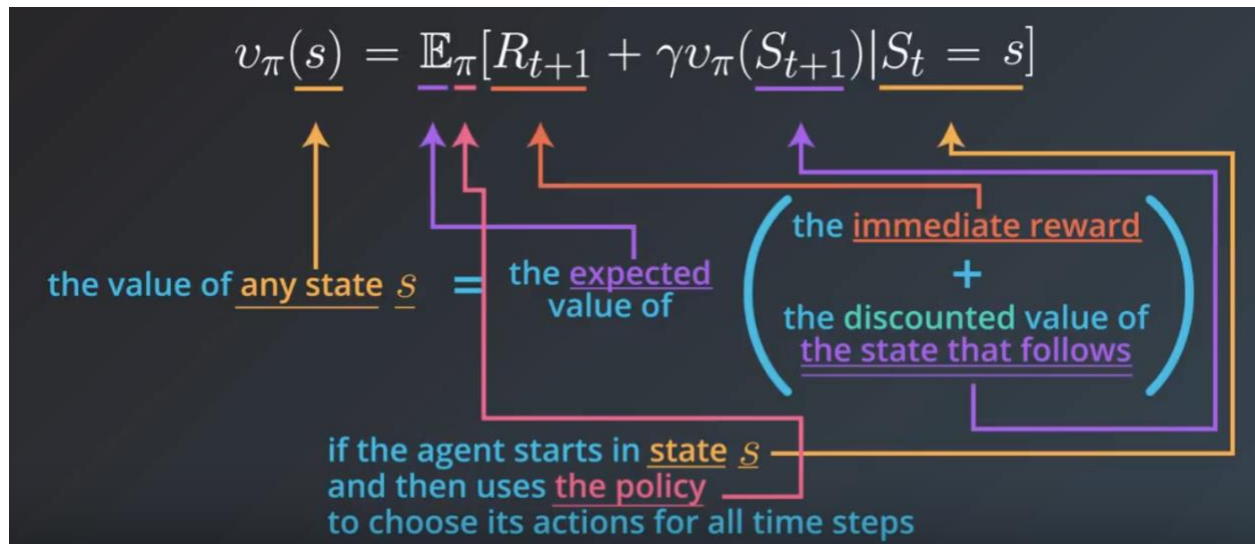 υπ(s) = 𝔼π[Rt+1 + γυπ(St+1)|St = s]
the value of any state s = the expected value of
the immediate reward
+
the discounted value of
the state that follows
if the agent starts in state s
and then uses the policy
to choose its actions for all time steps